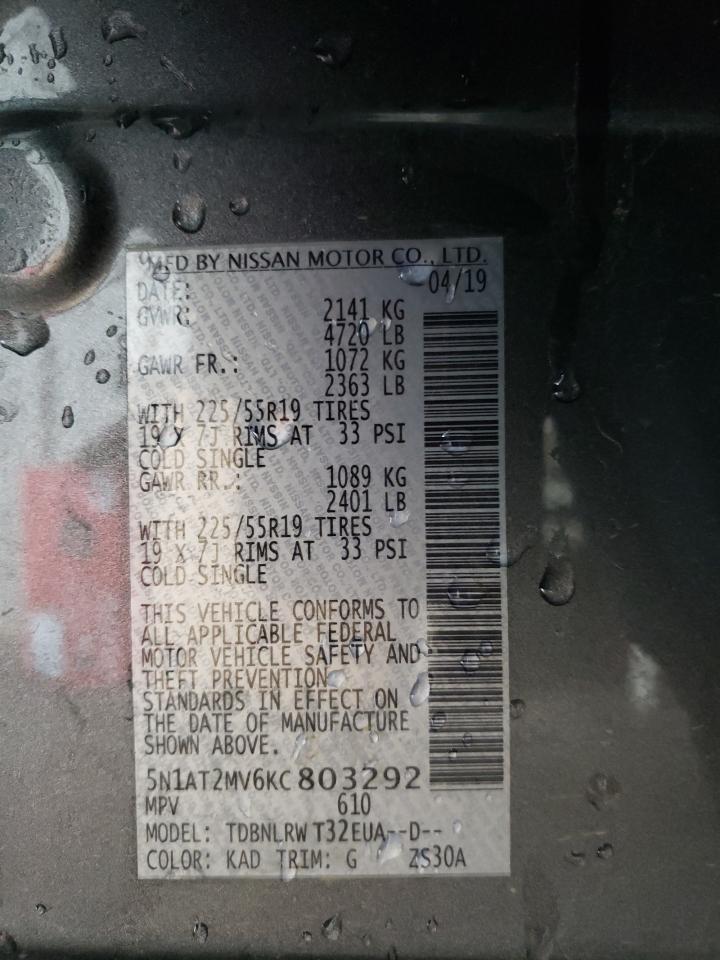 MFD BY NISSAN MOTOR CO., LTD.
DATE: 04/19
GVWR: 2141 KG
4720 LB
GAWR FR.: 1072 KG
2363 LB
WITH 225/55R19 TIRES
19 X 7J RIMS AT 33 PSI
COLD SINGLE
GAWR RR.: 1089 KG
2401 LB
WITH 225/55R19 TIRES
19 X 7J RIMS AT 33 PSI
COLD SINGLE
THIS VEHICLE CONFORMS TO
ALL APPLICABLE FEDERAL
MOTOR VEHICLE SAFETY AND
THEFT PREVENTION
STANDARDS IN EFFECT ON
THE DATE OF MANUFACTURE
SHOWN ABOVE.
5N1AT2MV6KC803292
MPV 610
MODEL: TDBNLRW T32EUA--D--
COLOR: KAD TRIM: G ZS30A